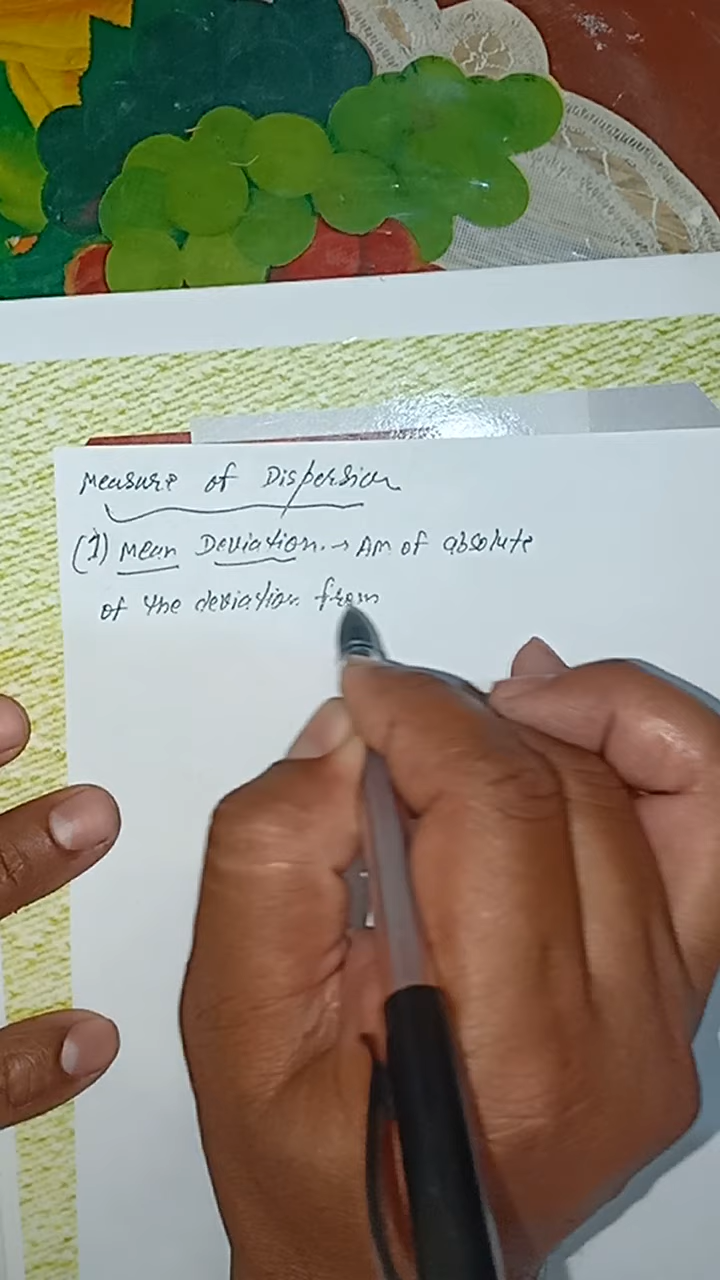 Measure of Dispersion
(1) Mean Deviation. → AM of absolute
of the deviation from